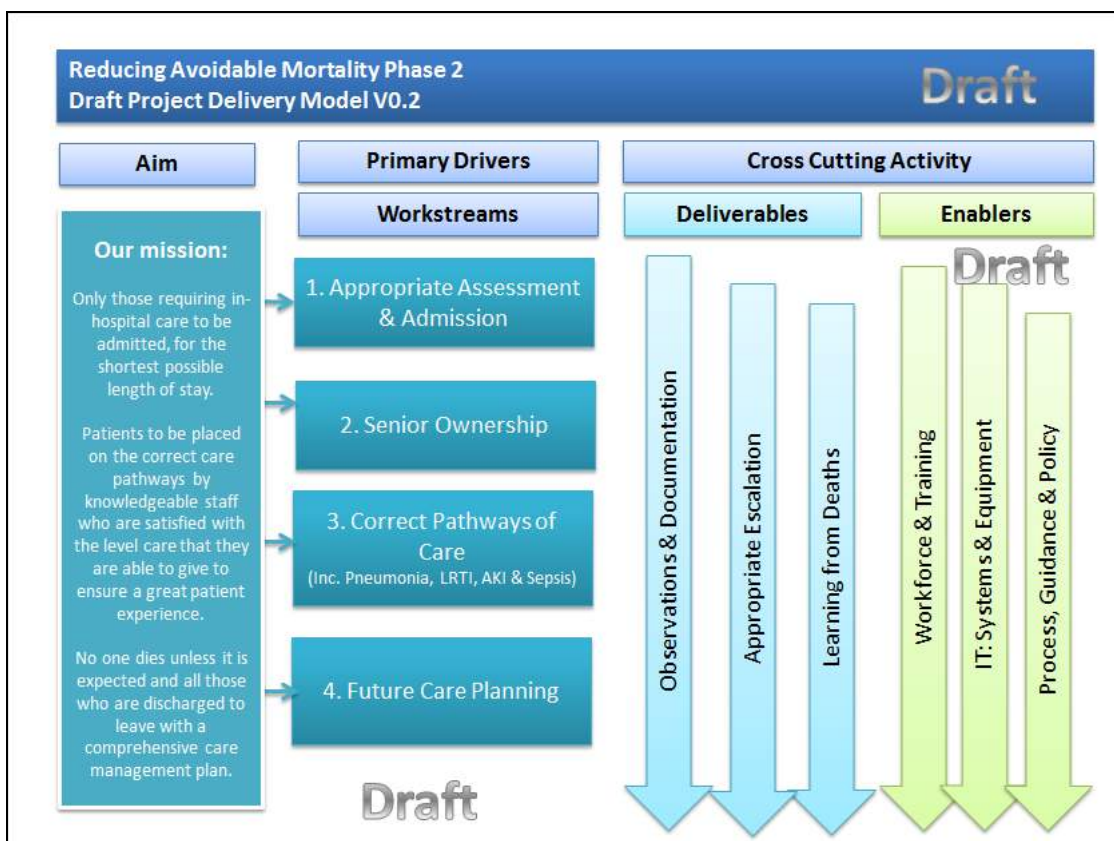 Reducing Avoidable Mortality Phase 2
Draft Project Delivery Model V0.2
Draft
Aim
Primary Drivers
Cross Cutting Activity
Workstreams
Deliverables
Enablers
Our mission:
Only those requiring in-
hospital care to be
admitted, for the
shortest possible
length of stay.
Patients to be placed
on the correct care
pathways by
knowledgeable staff
who are satisfied with
the level care that they
are able to give to
ensure a great patient
experience.
No one dies unless it is
expected and all those
who are discharged to
leave with a
comprehensive care
management plan.
1. Appropriate Assessment
& Admission
2. Senior Ownership
3. Correct Pathways of
Care
(Inc. Pneumonia, LRTI, AKI & Sepsis)
4. Future Care Planning
Draft
Observations & Documentation
Appropriate Escalation
Learning from Deaths
Draft
Workforce & Training
IT: Systems & Equipment
Process, Guidance & Policy